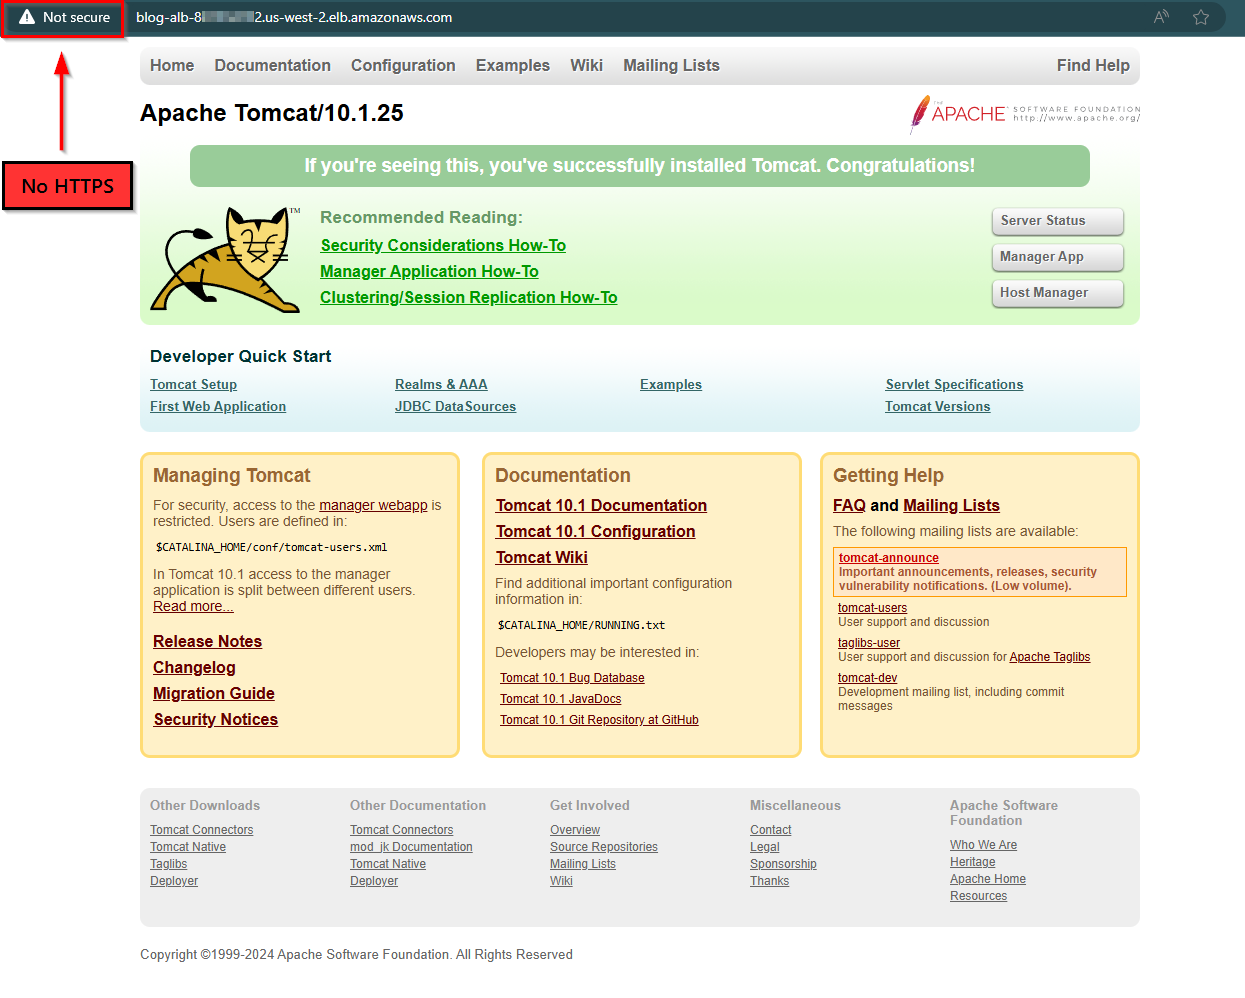 Not secure
blog-alb-8 2.us-west-2.elb.amazonaws.com
No HTTPS
Home Documentation Configuration Examples Wiki Mailing Lists Find Help
Apache Tomcat/10.1.25
THE APACHE SOFTWARE FOUNDATION
http://www.apache.org/
If you're seeing this, you've successfully installed Tomcat. Congratulations!
TM
Recommended Reading:
Security Considerations How-To
Manager Application How-To
Clustering/Session Replication How-To
Server Status
Manager App
Host Manager
Developer Quick Start
Tomcat Setup
First Web Application
Realms & AAA
JDBC DataSources
Examples
Servlet Specifications
Tomcat Versions
Managing Tomcat
For security, access to the manager webapp is
restricted. Users are defined in:
$CATALINA_HOME/conf/tomcat-users.xml
In Tomcat 10.1 access to the manager
application is split between different users.
Read more...
Release Notes
Changelog
Migration Guide
Security Notices
Documentation
Tomcat 10.1 Documentation
Tomcat 10.1 Configuration
Tomcat Wiki
Find additional important configuration
information in:
$CATALINA_HOME/RUNNING.txt
Developers may be interested in:
Tomcat 10.1 Bug Database
Tomcat 10.1 JavaDocs
Tomcat 10.1 Git Repository at GitHub
Getting Help
FAQ and Mailing Lists
The following mailing lists are available:
tomcat-announce
Important announcements, releases, security
vulnerability notifications. (Low volume).
tomcat-users
User support and discussion
taglibs-user
User support and discussion for Apache Taglibs
tomcat-dev
Development mailing list, including commit
messages
Other Downloads
Tomcat Connectors
Tomcat Native
Taglibs
Deployer
Other Documentation
Tomcat Connectors
mod_jk Documentation
Tomcat Native
Deployer
Get Involved
Overview
Source Repositories
Mailing Lists
Wiki
Miscellaneous
Contact
Legal
Sponsorship
Thanks
Apache Software
Foundation
Who We Are
Heritage
Apache Home
Resources
Copyright ©1999-2024 Apache Software Foundation. All Rights Reserved